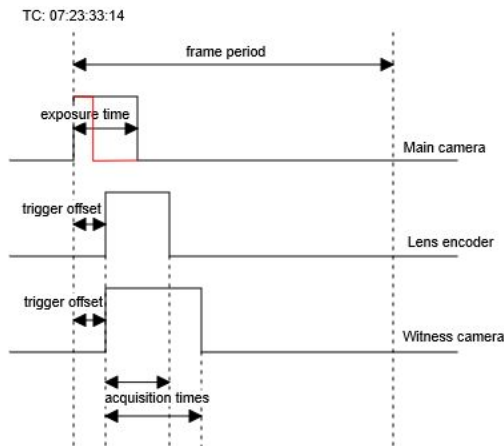 TC: 07:23:33:14
frame period
exposure time
Main camera
trigger offset
Lens encoder
trigger offset
Witness camera
acquisition times